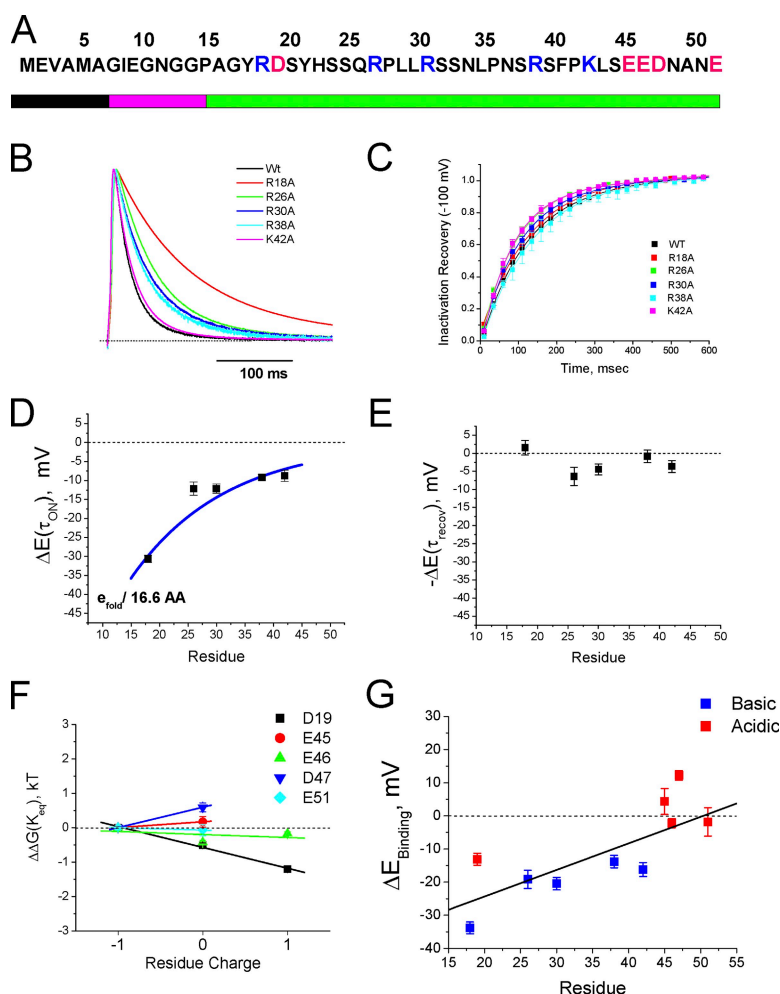 A
5 10 15 20 25 30 35 40 45 50
MEVAMAGIEGNGGPAGYRDSYHSSQRPLLRSSNLPNSRSFPKLSEEDNANE
B
Wt
R18A
R26A
R30A
R38A
K42A
100 ms
C
Inactivation Recovery (-100 mV)
1.0
0.8
0.6
0.4
0.2
0.0
0 100 200 300 400 500 600
Time, msec
WT
R18A
R26A
R30A
R38A
K42A
D
ΔE(τON), mV
5
0
-5
-10
-15
-20
-25
-30
-35
-40
-45
efold/ 16.6 AA
10 15 20 25 30 35 40 45 50
Residue
E
-ΔE(τrecov), mV
5
0
-5
-10
-15
-20
-25
-30
-35
-40
-45
10 15 20 25 30 35 40 45 50
Residue
F
ΔΔG(Keq), kT
3
2
1
0
-1
-2
-3
-1 0 1
Residue Charge
D19
E45
E46
D47
E51
G
Basic
Acidic
ΔEBinding, mV
30
20
10
0
-10
-20
-30
-40
15 20 25 30 35 40 45 50 55
Residue